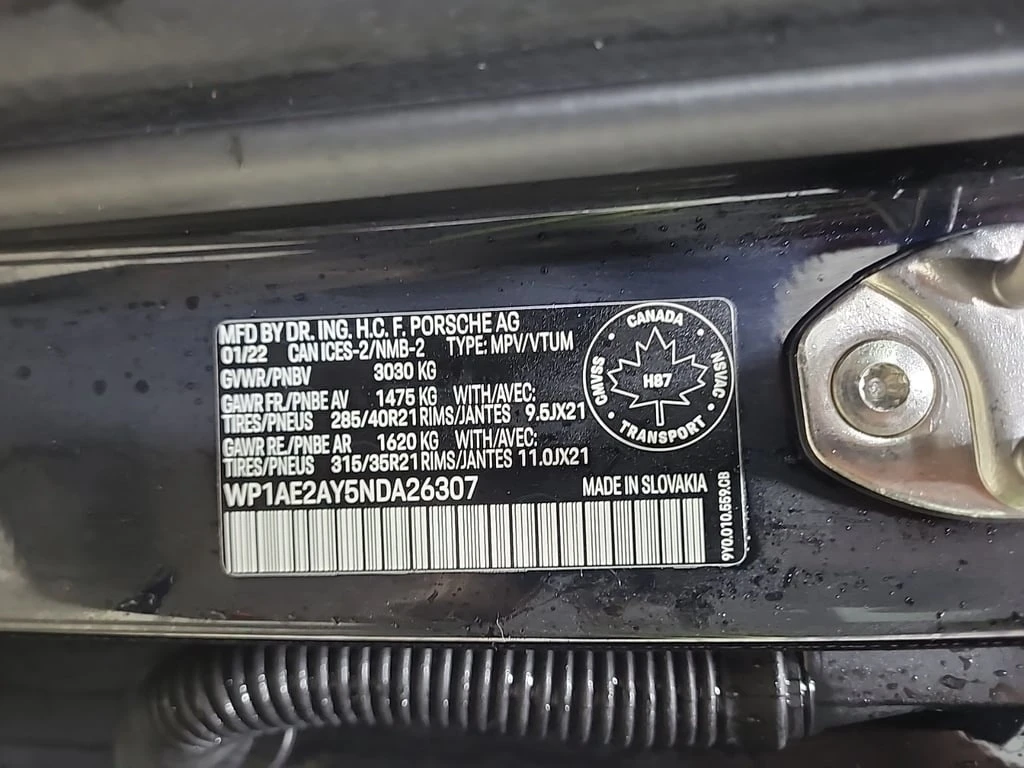 MFD BY DR. ING. H.C. F. PORSCHE AG
01/22 CAN ICES-2/NMB-2 TYPE: MPV/VTUM
GVWR/PNBV 3030 KG
GAWR FR./PNBE AV 1475 KG WITH/AVEC:
TIRES/PNEUS 285/40R21 RIMS/JANTES 9.5JX21
GAWR RE./PNBE AR 1620 KG WITH/AVEC:
TIRES/PNEUS 315/35R21 RIMS/JANTES 11.0JX21
WP1AE2AY5NDA26307 MADE IN SLOVAKIA
CANADA
CMVSS
NSVAC
H87
TRANSPORT
9Y0.010.559.CB